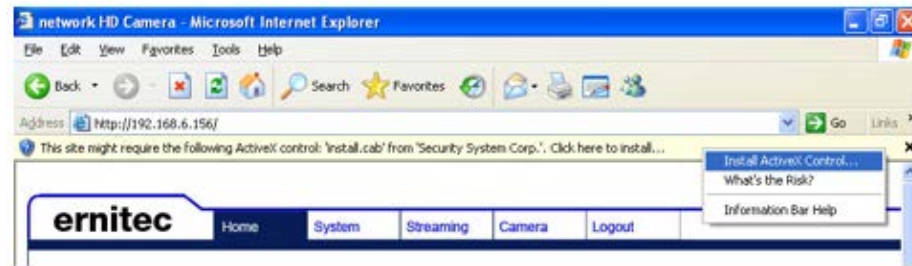 network HD Camera - Microsoft Internet Explorer
File Edit View Favorites Tools Help
Back Search Favorites
Address http://192.168.6.156/ Go Links
This site might require the following ActiveX control: 'install.cab' from 'Security System Corp.'. Click here to install...
Install ActiveX Control...
What's the Risk?
Information Bar Help
ernitec Home System Streaming Camera Logout